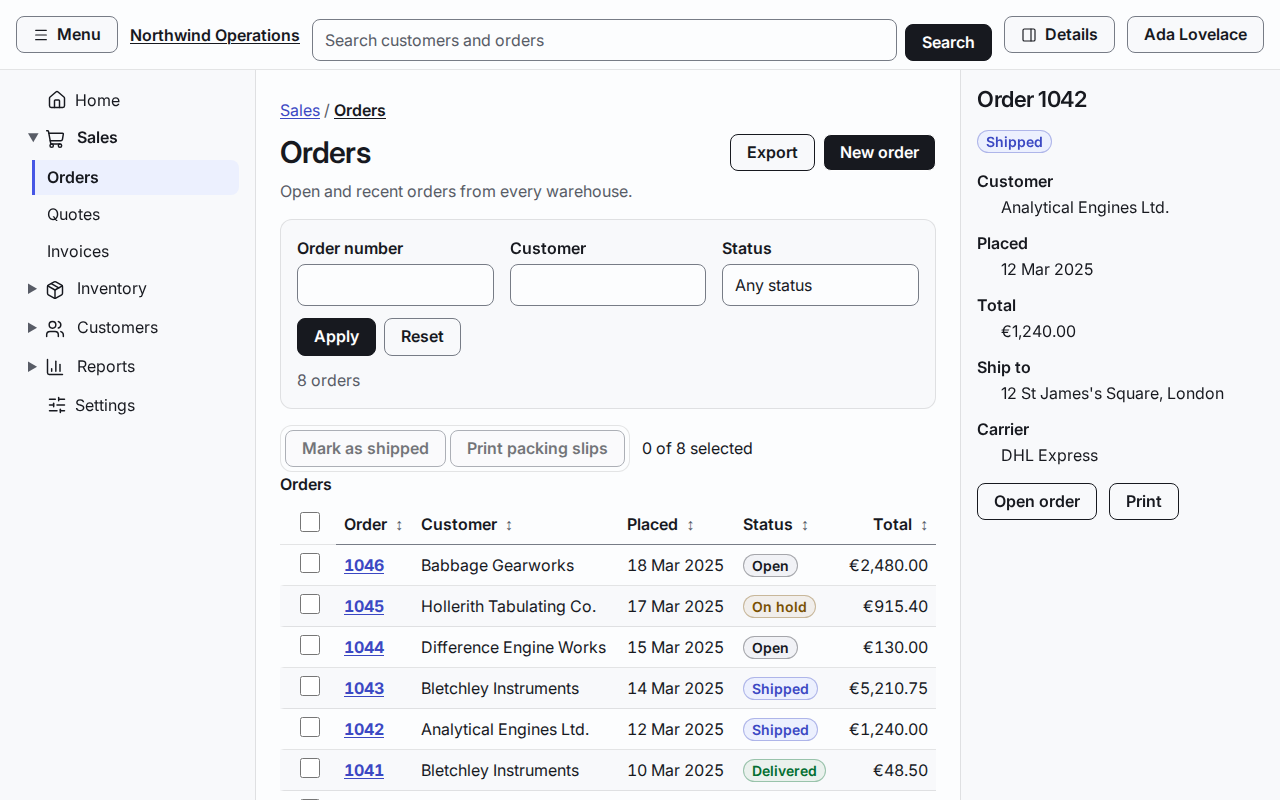 Menu
Northwind Operations
Search customers and orders
Search
Details
Ada Lovelace
Home
Sales
Orders
Quotes
Invoices
Inventory
Customers
Reports
Settings
Sales / Orders
Orders
Export
New order
Open and recent orders from every warehouse.
Order number
Customer
Status
Any status
Apply
Reset
8 orders
Mark as shipped
Print packing slips
0 of 8 selected
Orders
Order ↕ Customer ↕ Placed ↕ Status ↕ Total ↕
1046 Babbage Gearworks 18 Mar 2025 Open €2,480.00
1045 Hollerith Tabulating Co. 17 Mar 2025 On hold €915.40
1044 Difference Engine Works 15 Mar 2025 Open €130.00
1043 Bletchley Instruments 14 Mar 2025 Shipped €5,210.75
1042 Analytical Engines Ltd. 12 Mar 2025 Shipped €1,240.00
1041 Bletchley Instruments 10 Mar 2025 Delivered €48.50
Order 1042
Shipped
Customer
Analytical Engines Ltd.
Placed
12 Mar 2025
Total
€1,240.00
Ship to
12 St James's Square, London
Carrier
DHL Express
Open order
Print